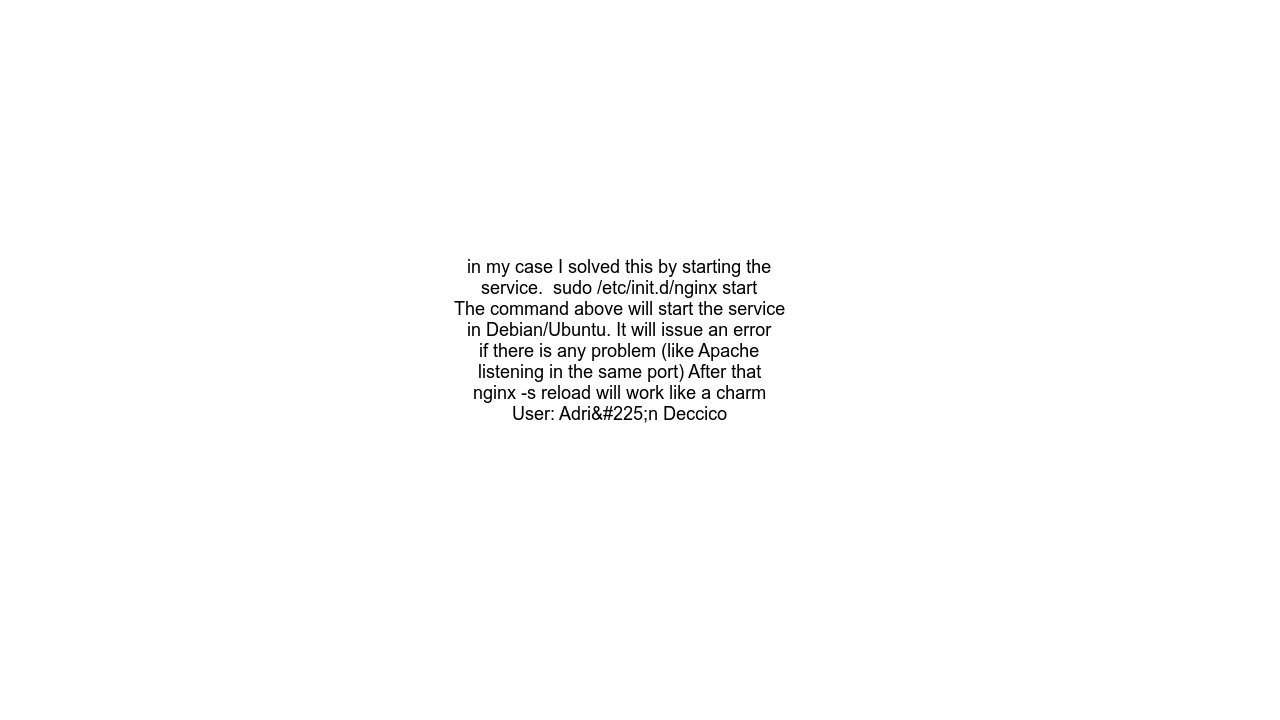 in my case I solved this by starting the
service.  sudo /etc/init.d/nginx start
The command above will start the service
in Debian/Ubuntu. It will issue an error
if there is any problem (like Apache
listening in the same port) After that
nginx -s reload will work like a charm
User: Adri&#225;n Deccico